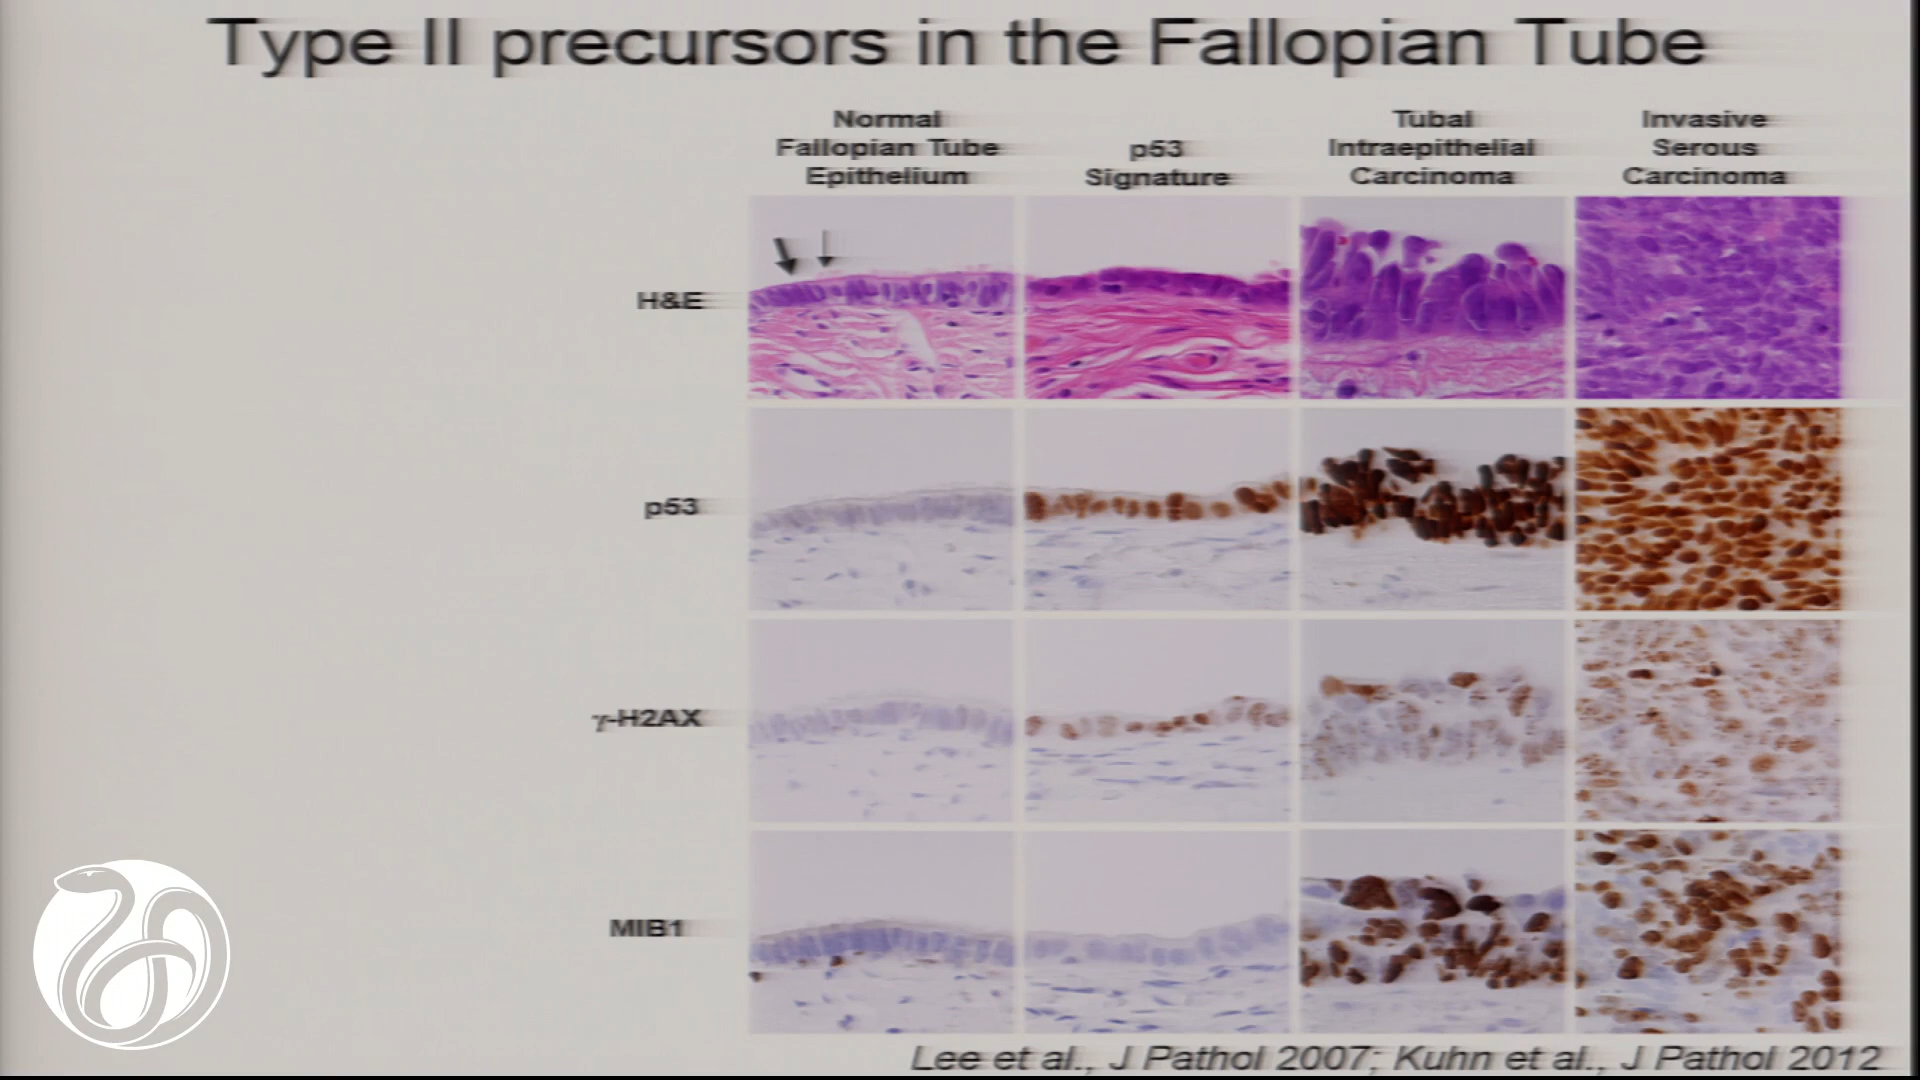 Type II precursors in the Fallopian Tube
Normal
Fallopian Tube
Epithelium
p53
Signature
Tubal
Intraepithelial
Carcinoma
Invasive
Serous
Carcinoma
H&E
p53
γ-H2AX
MIB1
Lee et al., J Pathol 2007; Kuhn et al., J Pathol 2012